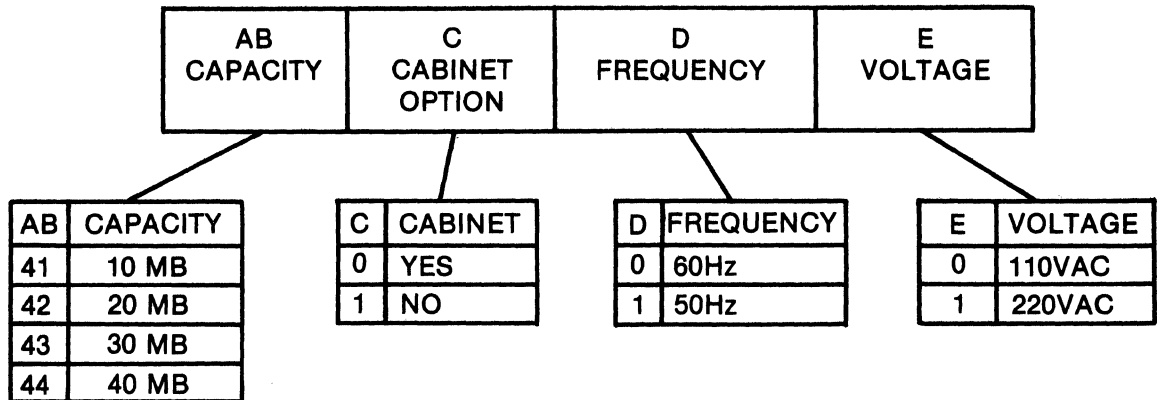 AB CAPACITY
C CABINET OPTION
D FREQUENCY
E VOLTAGE
AB CAPACITY
41 10 MB
42 20 MB
43 30 MB
44 40 MB
C CABINET
0 YES
1 NO
D FREQUENCY
0 60Hz
1 50Hz
E VOLTAGE
0 110VAC
1 220VAC